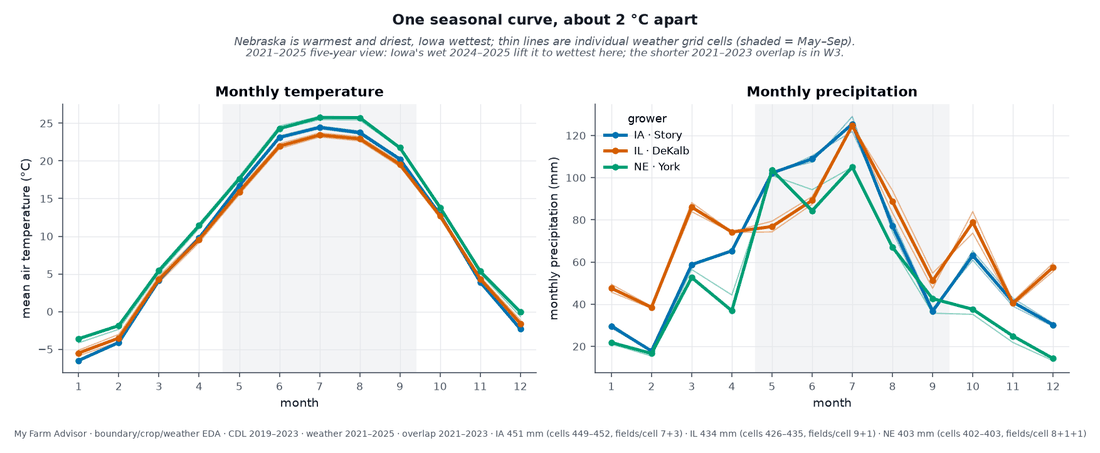 One seasonal curve, about 2 °C apart
Nebraska is warmest and driest, Iowa wettest; thin lines are individual weather grid cells (shaded = May–Sep).
2021–2025 five-year view: Iowa's wet 2024–2025 lift it to wettest here; the shorter 2021–2023 overlap is in W3.
Monthly temperature
mean air temperature (°C)
25
20
15
10
5
0
−5
1 2 3 4 5 6 7 8 9 10 11 12
month
Monthly precipitation
monthly precipitation (mm)
120
100
80
60
40
20
grower
IA · Story
IL · DeKalb
NE · York
1 2 3 4 5 6 7 8 9 10 11 12
month
My Farm Advisor · boundary/crop/weather EDA · CDL 2019–2023 · weather 2021–2025 · overlap 2021–2023 · IA 451 mm (cells 449–452, fields/cell 7+3) · IL 434 mm (cells 426–435, fields/cell 9+1) · NE 403 mm (cells 402–403, fields/cell 8+1+1)